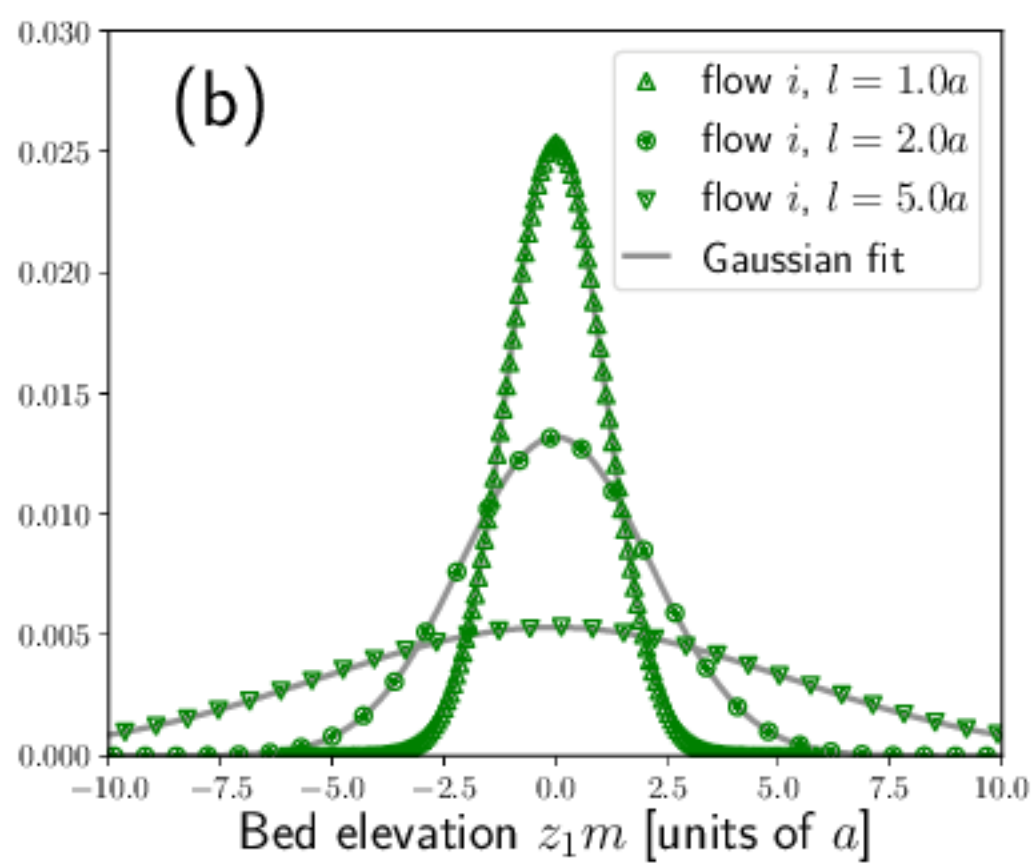 0.030
(b)
flow i, l = 1.0a
flow i, l = 2.0a
flow i, l = 5.0a
Gaussian fit
0.025
0.020
0.015
0.010
0.005
0.000
−10.0 −7.5 −5.0 −2.5 0.0 2.5 5.0 7.5 10.0
Bed elevation z₁m [units of a]